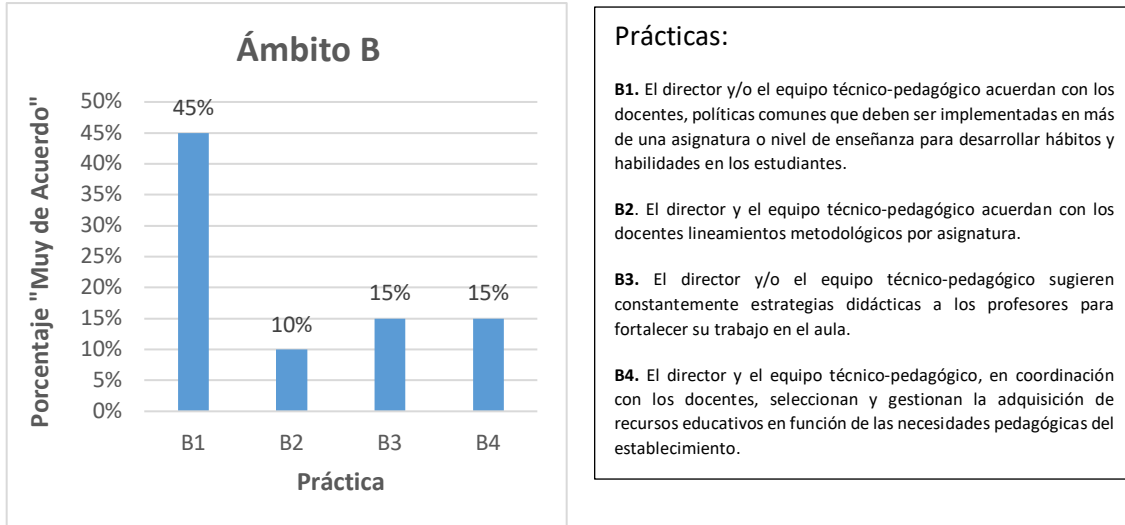 Ámbito B
Porcentaje "Muy de Acuerdo"
50%
45%
40%
35%
30%
25%
20%
15%
10%
5%
0%
45%
10%
15%
15%
B1
B2
B3
B4
Práctica
Prácticas:
B1. El director y/o el equipo técnico-pedagógico acuerdan con los
docentes, políticas comunes que deben ser implementadas en más
de una asignatura o nivel de enseñanza para desarrollar hábitos y
habilidades en los estudiantes.
B2. El director y el equipo técnico-pedagógico acuerdan con los
docentes lineamientos metodológicos por asignatura.
B3. El director y/o el equipo técnico-pedagógico sugieren
constantemente estrategias didácticas a los profesores para
fortalecer su trabajo en el aula.
B4. El director y el equipo técnico-pedagógico, en coordinación
con los docentes, seleccionan y gestionan la adquisición de
recursos educativos en función de las necesidades pedagógicas del
establecimiento.